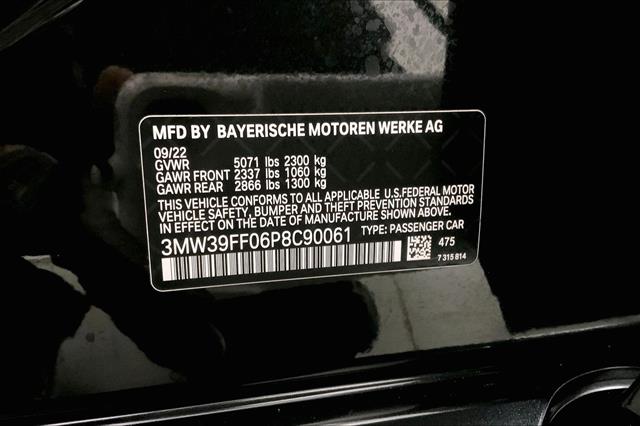 MFD BY BAYERISCHE MOTOREN WERKE AG
09/22
GVWR 5071 lbs 2300 kg
GAWR FRONT 2337 lbs 1060 kg
GAWR REAR 2866 lbs 1300 kg
THIS VEHICLE CONFORMS TO ALL APPLICABLE U.S.FEDERAL MOTOR
VEHICLE SAFETY, BUMPER AND THEFT PREVENTION STANDARDS
IN EFFECT ON THE DATE OF MANUFACTURE SHOWN ABOVE.
3MW39FF06P8C90061 TYPE: PASSENGER CAR
475
7 315 814